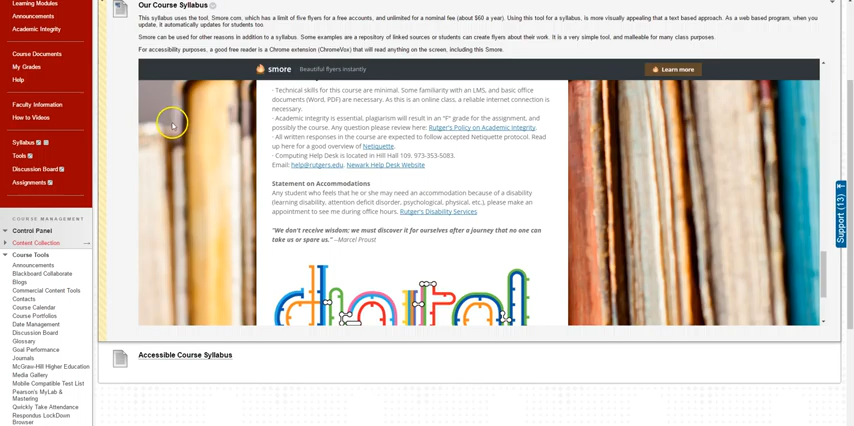 Learning Modules
Announcements
Academic Integrity
Course Documents
My Grades
Help
Faculty Information
How to Videos
Syllabus
Tools
Discussion Board
Assignments
COURSE MANAGEMENT
Control Panel
Content Collection
Course Tools
Announcements
Blackboard Collaborate
Blogs
Commercial Content Tools
Contacts
Course Calendar
Course Portfolios
Date Management
Discussion Board
Glossary
Goal Performance
Journals
McGraw-Hill Higher Education
Media Gallery
Mobile Compatible Test List
Pearson's MyLab &
Mastering
Quickly Take Attendance
Respondus LockDown
Browser
Our Course Syllabus
This syllabus uses the tool, Smore com, which has a limit of five flyers for a free accounts, and unlimited for a nominal fee (about $60 a year). Using this tool for a syllabus, is more visually appealing that a text based approach. As a web based program, when you
update, it automatically updates for students too.
Smore can be used for other reasons in addition to a syllabus. Some examples are a repository of linked sources or students can create flyers about their work. It is a very simple tool, and malleable for many class purposes.
For accessibility purposes, a good free reader is a Chrome extension (ChromeVox) that will read anything on the screen, including this Smore.
smore Beautiful flyers instantly Learn more
· Technical skills for this course are minimal. Some familiarity with an LMS, and basic office
documents (Word, PDF) are necessary. As this is online class, a reliable internet connection is
necessary.
· Academic integrity is essential, plagiarism will result in an "F" grade for the assignment, and
possibly the course. Any question please review here: Rutger's Policy on Academic Integrity.
· All written responses in the course are expected to follow accepted Netiquette protocol. Read
up here for a good overview of Netiquette.
· Computing Help Desk is located in Hill Hall 109, 973-353-5083.
Email: help@rutgers.edu, Newark Help Desk Website
Statement on Accommodations
Any student who feels that he or she may need an accommodation because of a disability
(learning disability, attention deficit disorder, psychological, physical, etc.), please make an
appointment to see me during office hours. Rutger's Disability Services
"We don't receive wisdom; we must discover it for ourselves after a journey that no one can
take us or spare us." –Marcel Proust
digital
Accessible Course Syllabus
Support (13)